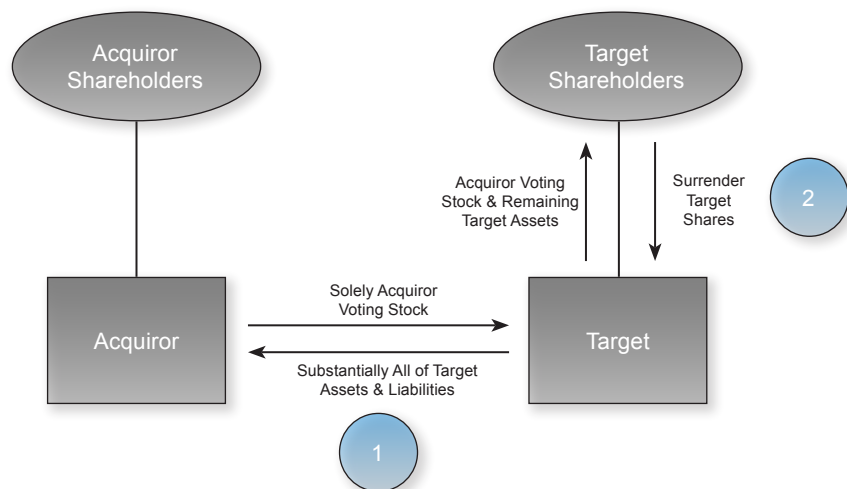 Acquiror
Shareholders
Target
Shareholders
Acquiror Voting
Stock & Remaining
Target Assets
Surrender
Target
Shares
2
Acquiror
Solely Acquiror
Voting Stock
Target
Substantially All of Target
Assets & Liabilities
1